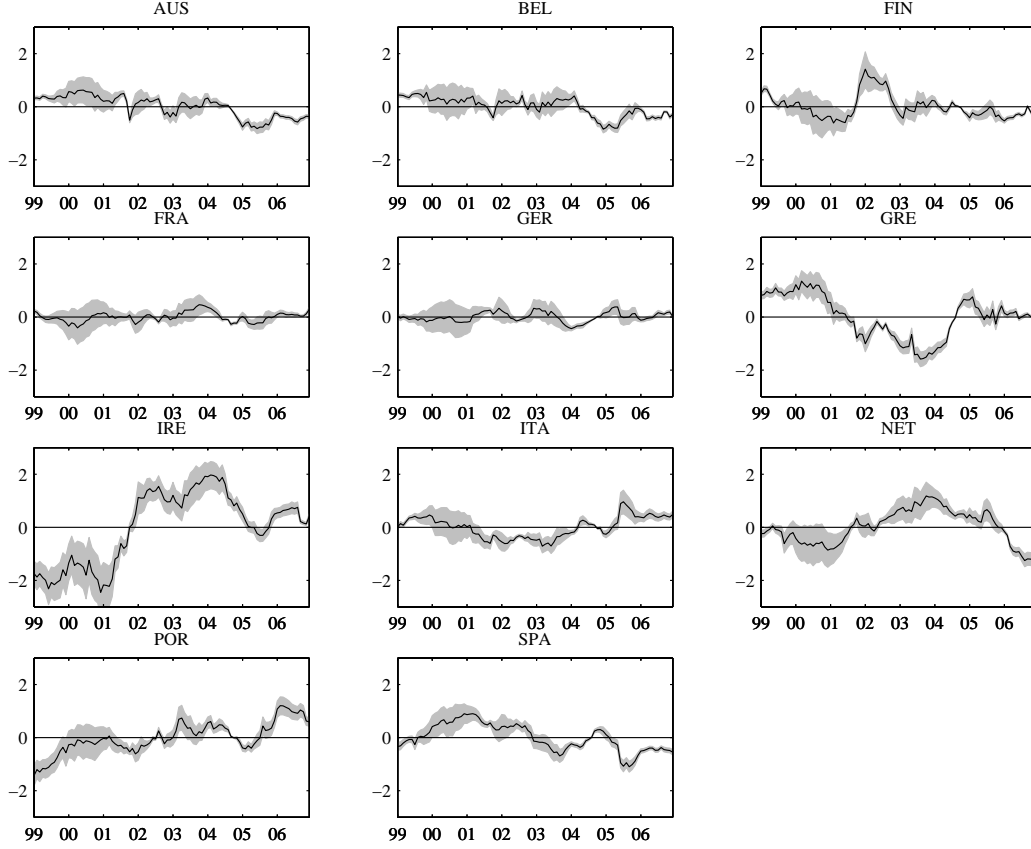 AUS BEL FIN
2 2 2
0 0 0
−2 −2 −2
99 00 01 02 03 04 05 06 99 00 01 02 03 04 05 06 99 00 01 02 03 04 05 06
FRA GER GRE
2 2 2
0 0 0
−2 −2 −2
99 00 01 02 03 04 05 06 99 00 01 02 03 04 05 06 99 00 01 02 03 04 05 06
IRE ITA NET
2 2 2
0 0 0
−2 −2 −2
99 00 01 02 03 04 05 06 99 00 01 02 03 04 05 06 99 00 01 02 03 04 05 06
POR SPA
2 2
0 0
−2 −2
99 00 01 02 03 04 05 06 99 00 01 02 03 04 05 06